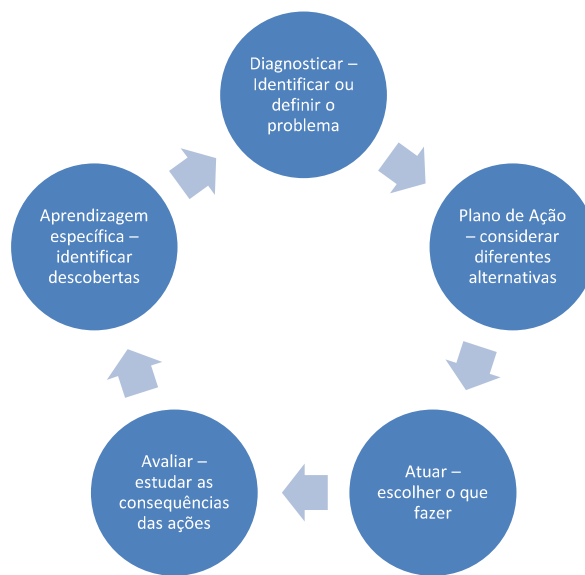 Diagnosticar –
Identificar ou
definir o
problema
Plano de Ação
– considerar
diferentes
alternativas
Atuar –
escolher o que
fazer
Avaliar –
estudar as
consequências
das ações
Aprendizagem
específica –
identificar
descobertas